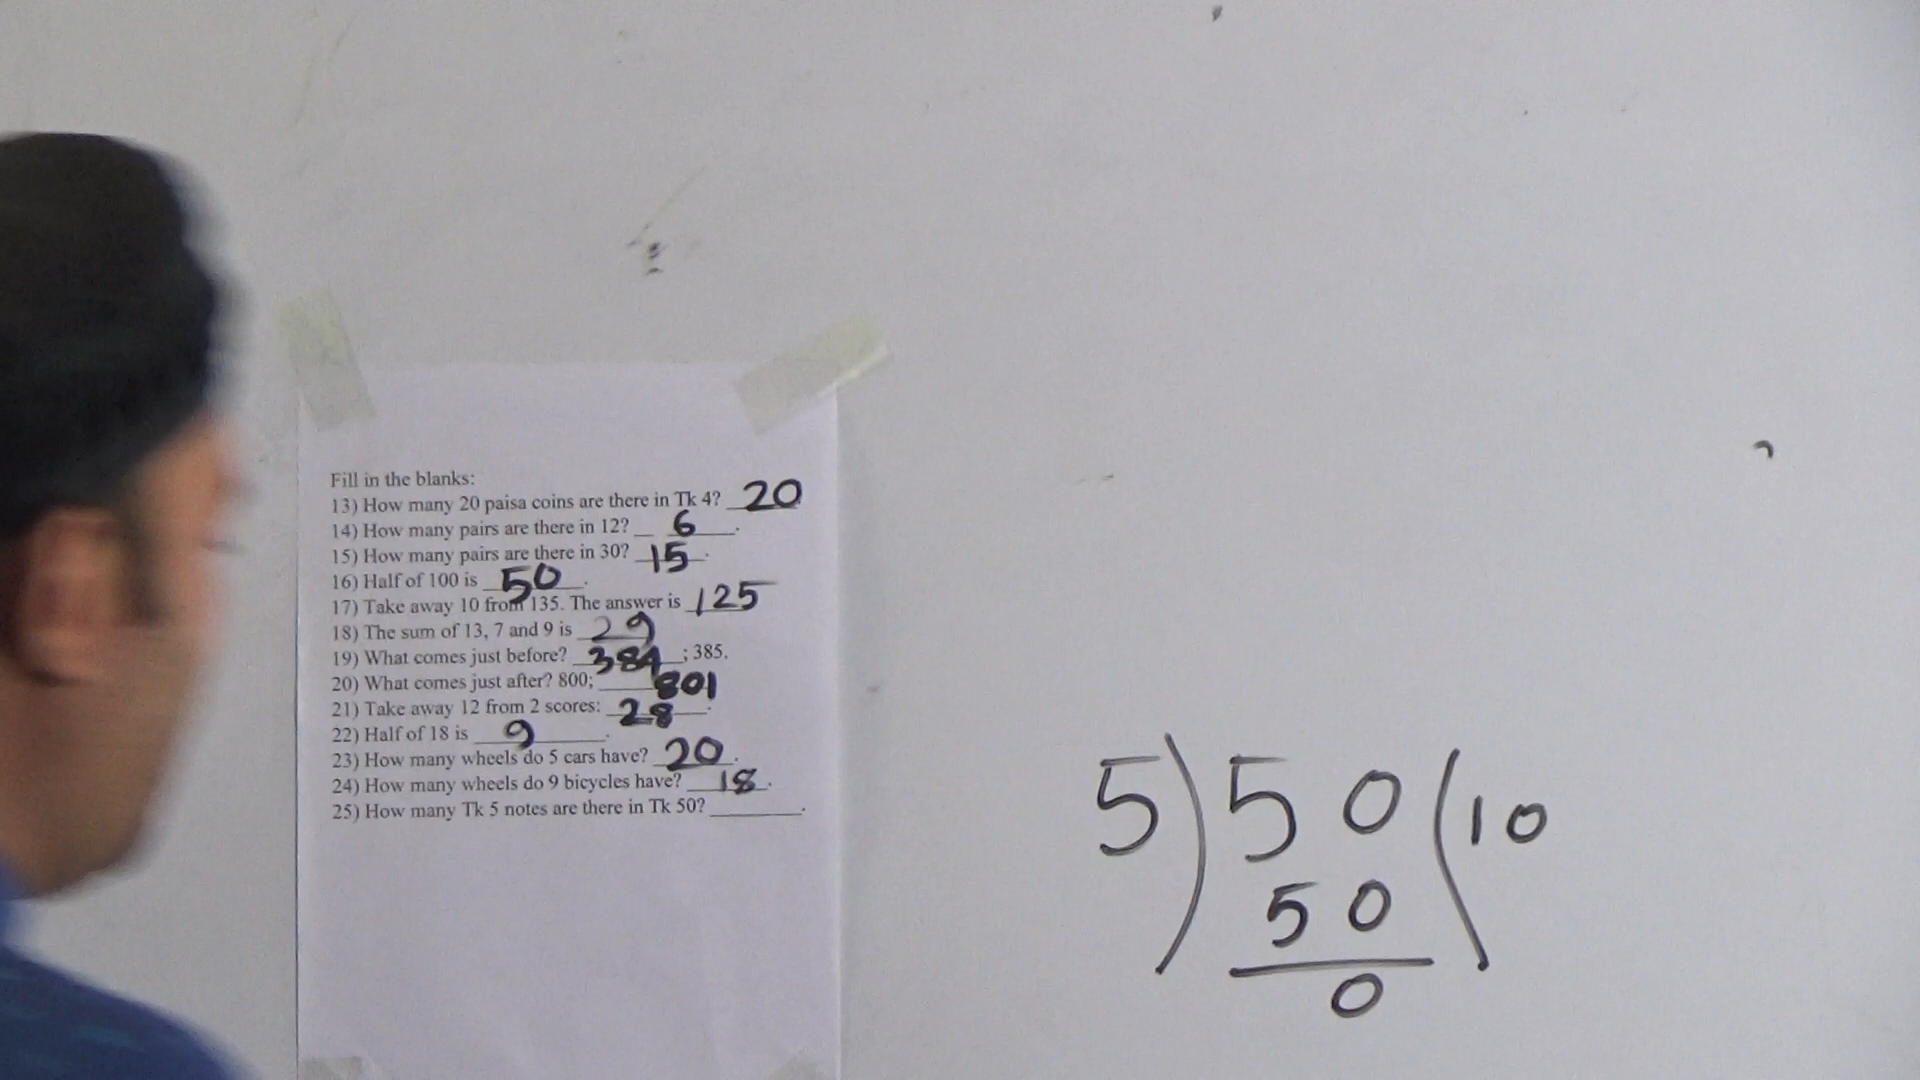 Fill in the blanks:
13) How many 20 paisa coins are there in Tk 4? 20
14) How many pairs are there in 12? 6.
15) How many pairs are there in 30? 15.
16) Half of 100 is 50.
17) Take away 10 from 135. The answer is 125
18) The sum of 13, 7 and 9 is 29
19) What comes just before? 384; 385.
20) What comes just after? 800; 801
21) Take away 12 from 2 scores: 28.
22) Half of 18 is 9.
23) How many wheels do 5 cars have? 20.
24) How many wheels do 9 bicycles have? 18.
25) How many Tk 5 notes are there in Tk 50? ________.
5) 50 (10
50
0